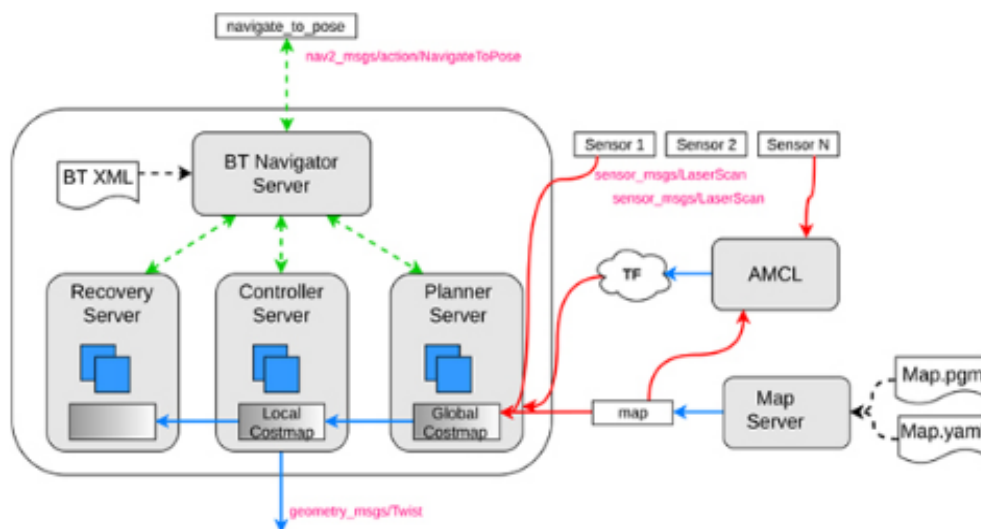 navigate_to_pose
nav2_msgs/action/NavigateToPose
BT Navigator
Server
BT XML
Sensor 1
Sensor 2
Sensor N
sensor_msgs/LaserScan
sensor_msgs/LaserScan
Recovery
Server
Controller
Server
Planner
Server
TF
AMCL
Local
Costmap
Global
Costmap
map
Map
Server
Map.pgm
Map.yam
geometry_msgs/Twist